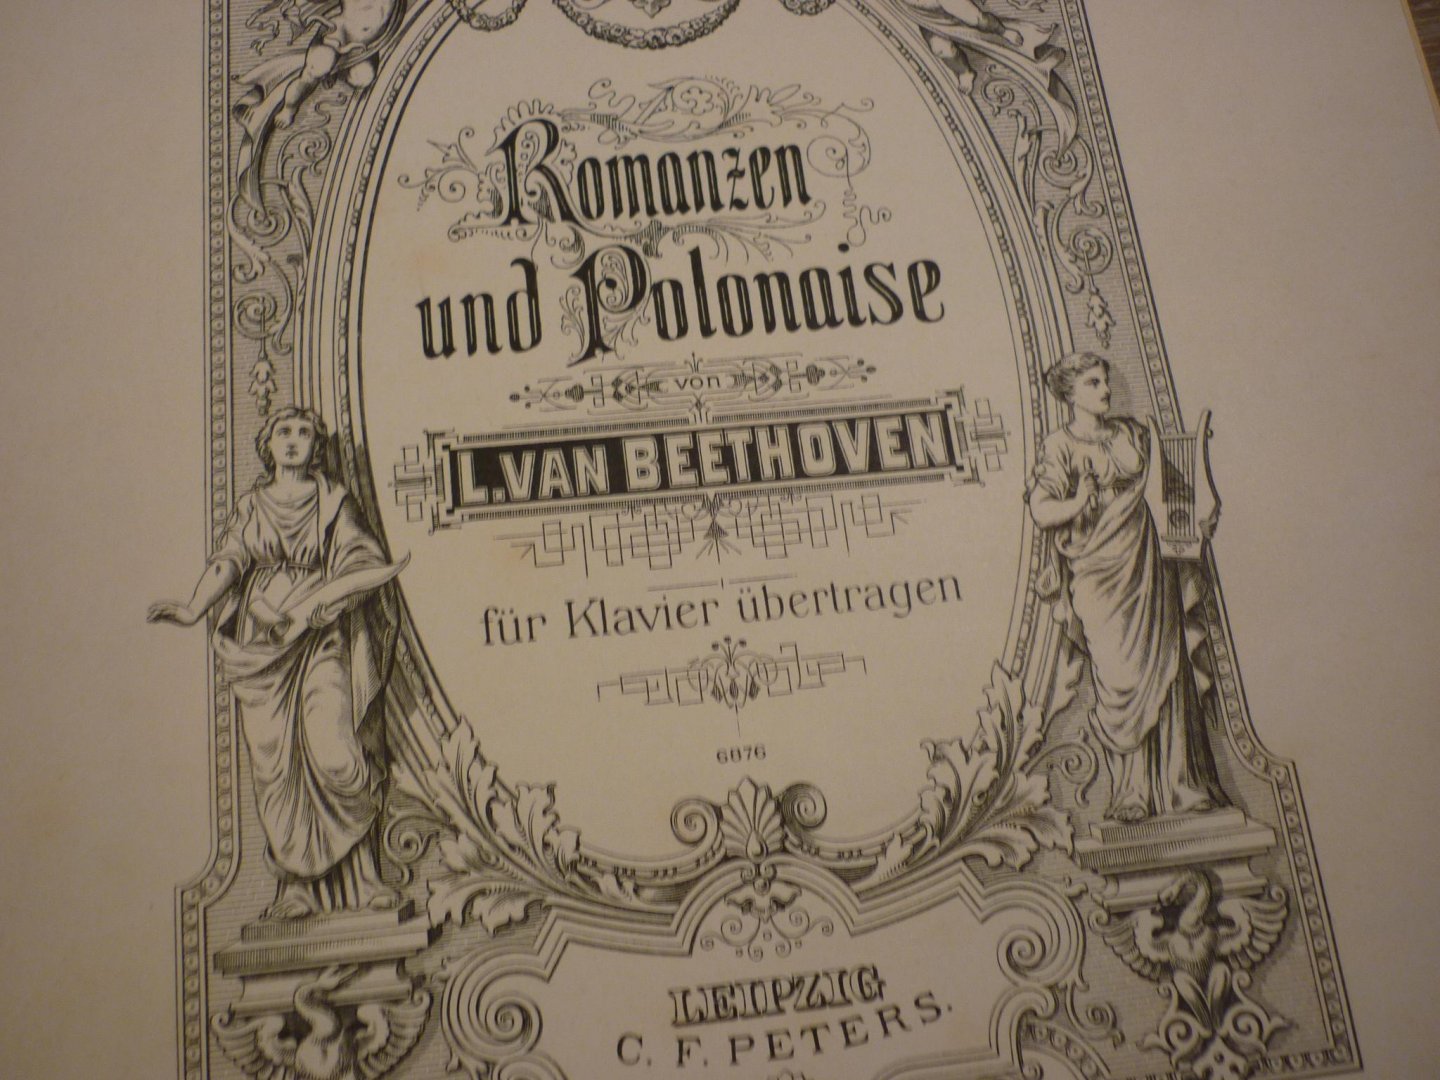 Romanzen
und Polonaise
von
L. VAN BEETHOVEN
für Klavier übertragen
6876
LEIPZIG
C. F. PETERS.